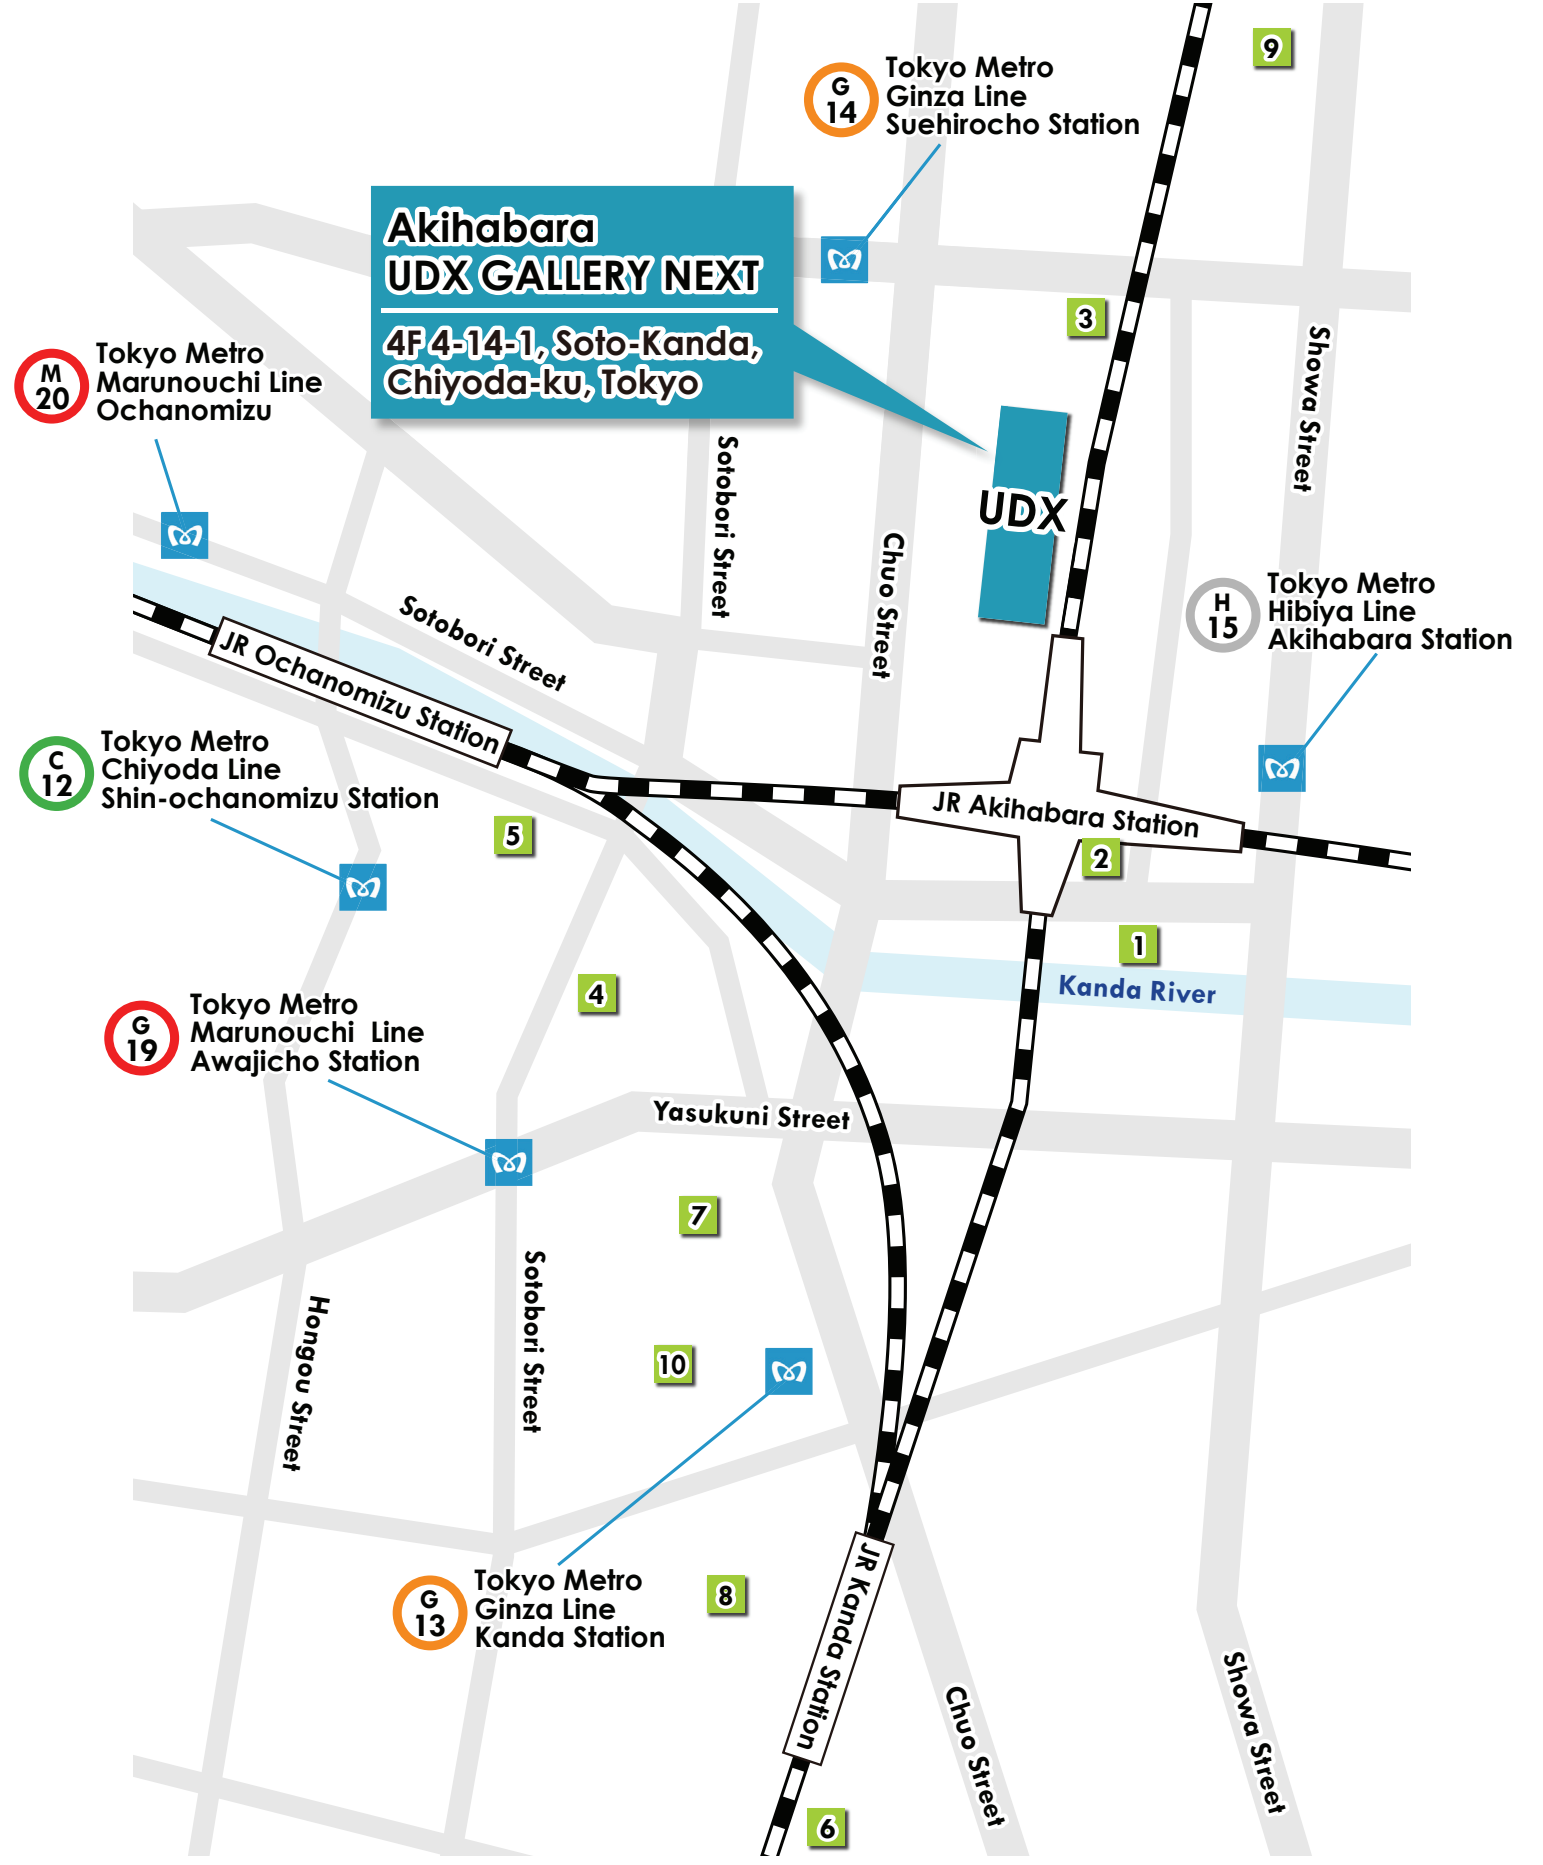 9
G
14
Tokyo Metro
Ginza Line
Suehirocho Station
Akihabara
UDX GALLERY NEXT
4F 4-14-1, Soto-Kanda,
Chiyoda-ku, Tokyo
3
Showa Street
M
20
Tokyo Metro
Marunouchi Line
Ochanomizu
Sotobori Street
UDX
Chuo Street
Sotobori Street
H
15
Tokyo Metro
Hibiya Line
Akihabara Station
JR Ochanomizu Station
C
12
Tokyo Metro
Chiyoda Line
Shin-ochanomizu Station
JR Akihabara Station
5
2
1
4
Kanda River
G
19
Tokyo Metro
Marunouchi Line
Awajicho Station
Yasukuni Street
7
Sotobori Street
Hongou Street
10
G
13
Tokyo Metro
Ginza Line
Kanda Station
8
JR Kanda Station
Chuo Street
Showa Street
6